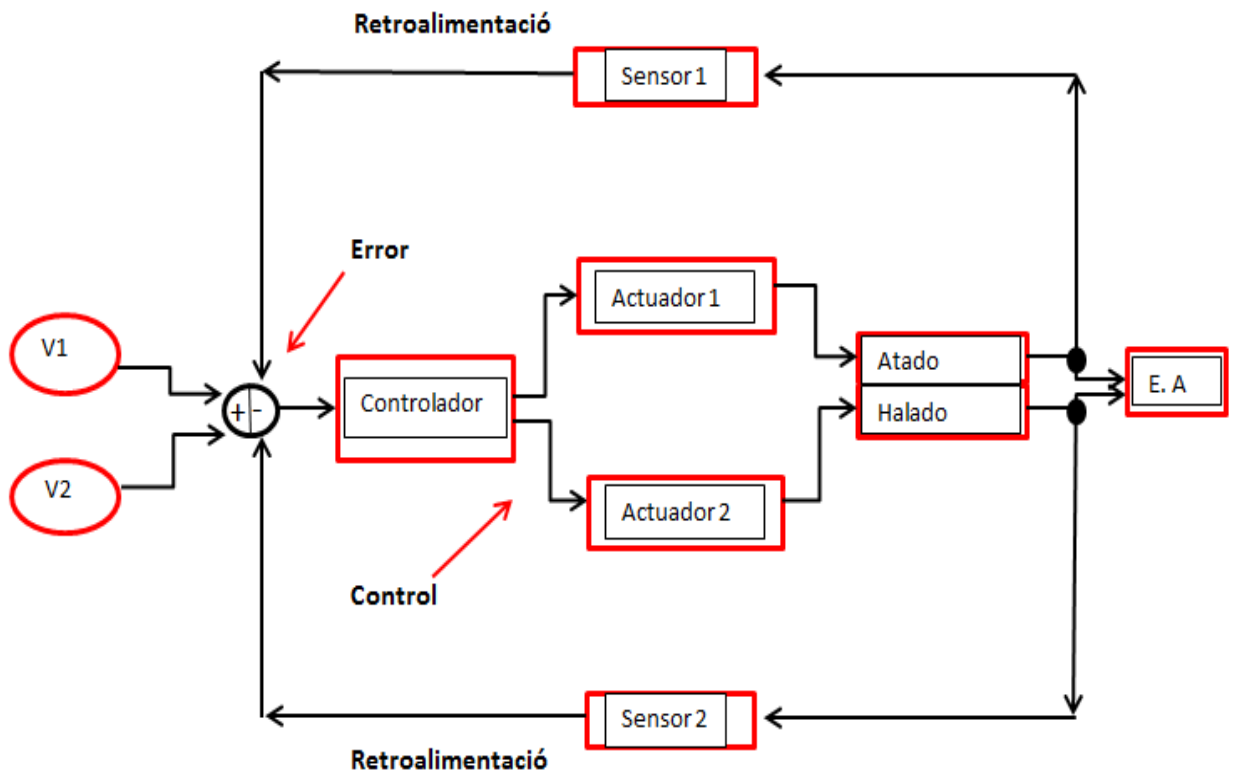 Retroalimentació
Sensor 1
Error
Actuador 1
V1
Atado
E. A
+ -
Controlador
Halado
V2
Actuador 2
Control
Sensor 2
Retroalimentació